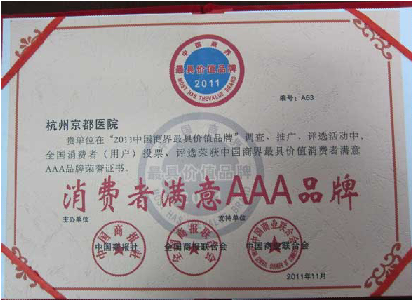 中国商界
最具价值品牌
2011
编号：A63
杭州京都医院
贵单位在“2011中国商界最具价值品牌”调查、推广、评选活动中，
全国消费者（用户）投票，评选荣获中国商界最具价值消费者满意
AAA品牌荣誉证书。
消费者满意AAA品牌
主办单位
支持单位
中国商报社
全国商报联合会
中国商业联合会
2011年11月